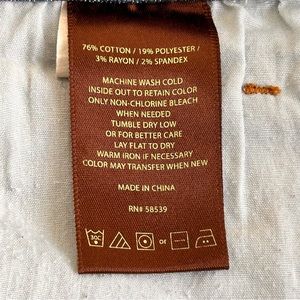 76% COTTON / 19% POLYESTER /
3% RAYON / 2% SPANDEX
MACHINE WASH COLD
INSIDE OUT TO RETAIN COLOR
ONLY NON-CHLORINE BLEACH
WHEN NEEDED
TUMBLE DRY LOW
OR FOR BETTER CARE
LAY FLAT TO DRY
WARM IRON IF NECESSARY
COLOR MAY TRANSFER WHEN NEW
MADE IN CHINA
RN# 58539
30C or